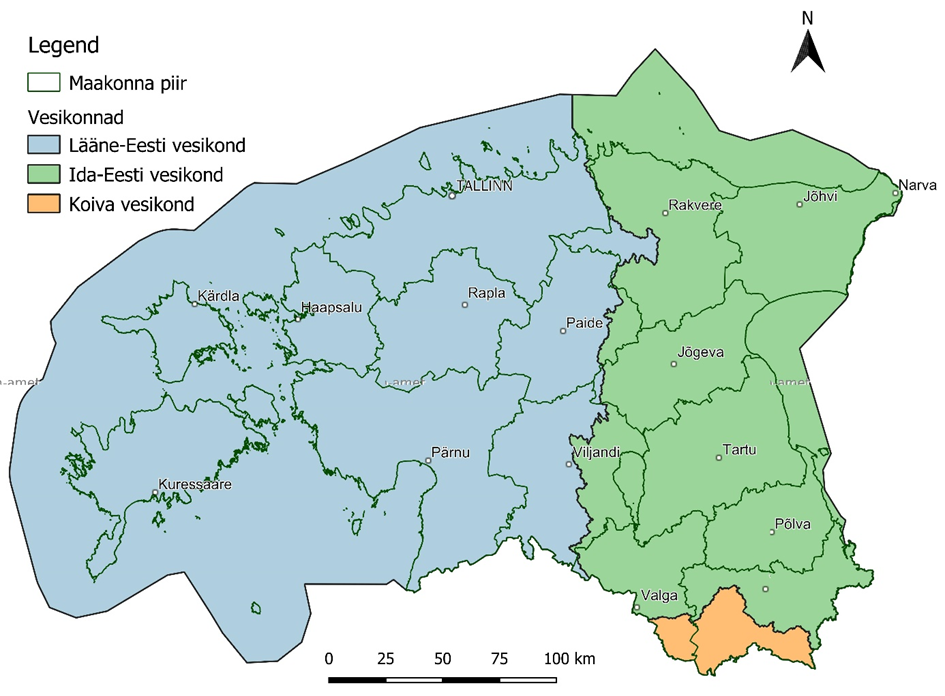 N
Legend
Maakonna piir
Vesikonnad
Lääne-Eesti vesikond
Ida-Eesti vesikond
Koiva vesikond
TALLINN
Narva
Jõhvi
Rakvere
Kärdla
Haapsalu
Rapla
Paide
Jõgeva
Pärnu
Viljandi
Tartu
Kuressaare
Põlva
Valga
0 25 50 75 100 km